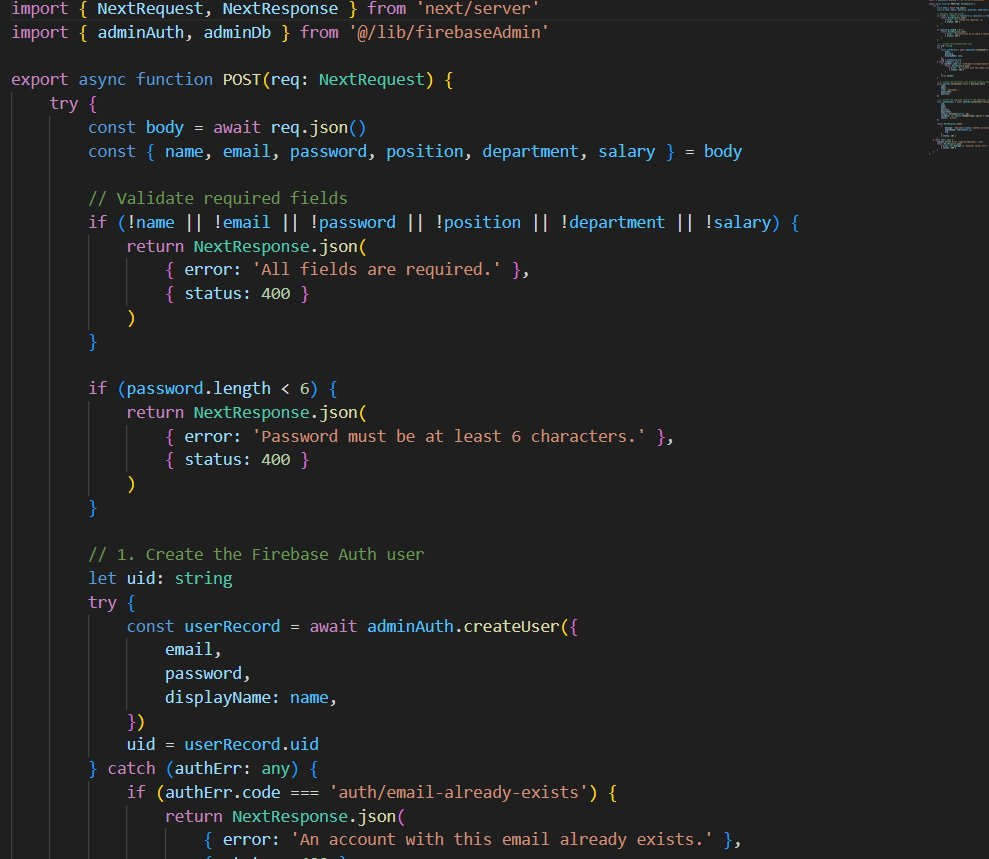 import { NextRequest, NextResponse } from 'next/server'
import { adminAuth, adminDb } from '@/lib/firebaseAdmin'

export async function POST(req: NextRequest) {
    try {
        const body = await req.json()
        const { name, email, password, position, department, salary } = body

        // Validate required fields
        if (!name || !email || !password || !position || !department || !salary) {
            return NextResponse.json(
                { error: 'All fields are required.' },
                { status: 400 }
            )
        }

        if (password.length < 6) {
            return NextResponse.json(
                { error: 'Password must be at least 6 characters.' },
                { status: 400 }
            )
        }

        // 1. Create the Firebase Auth user
        let uid: string
        try {
            const userRecord = await adminAuth.createUser({
                email,
                password,
                displayName: name,
            })
            uid = userRecord.uid
        } catch (authErr: any) {
            if (authErr.code === 'auth/email-already-exists') {
                return NextResponse.json(
                    { error: 'An account with this email already exists.' },